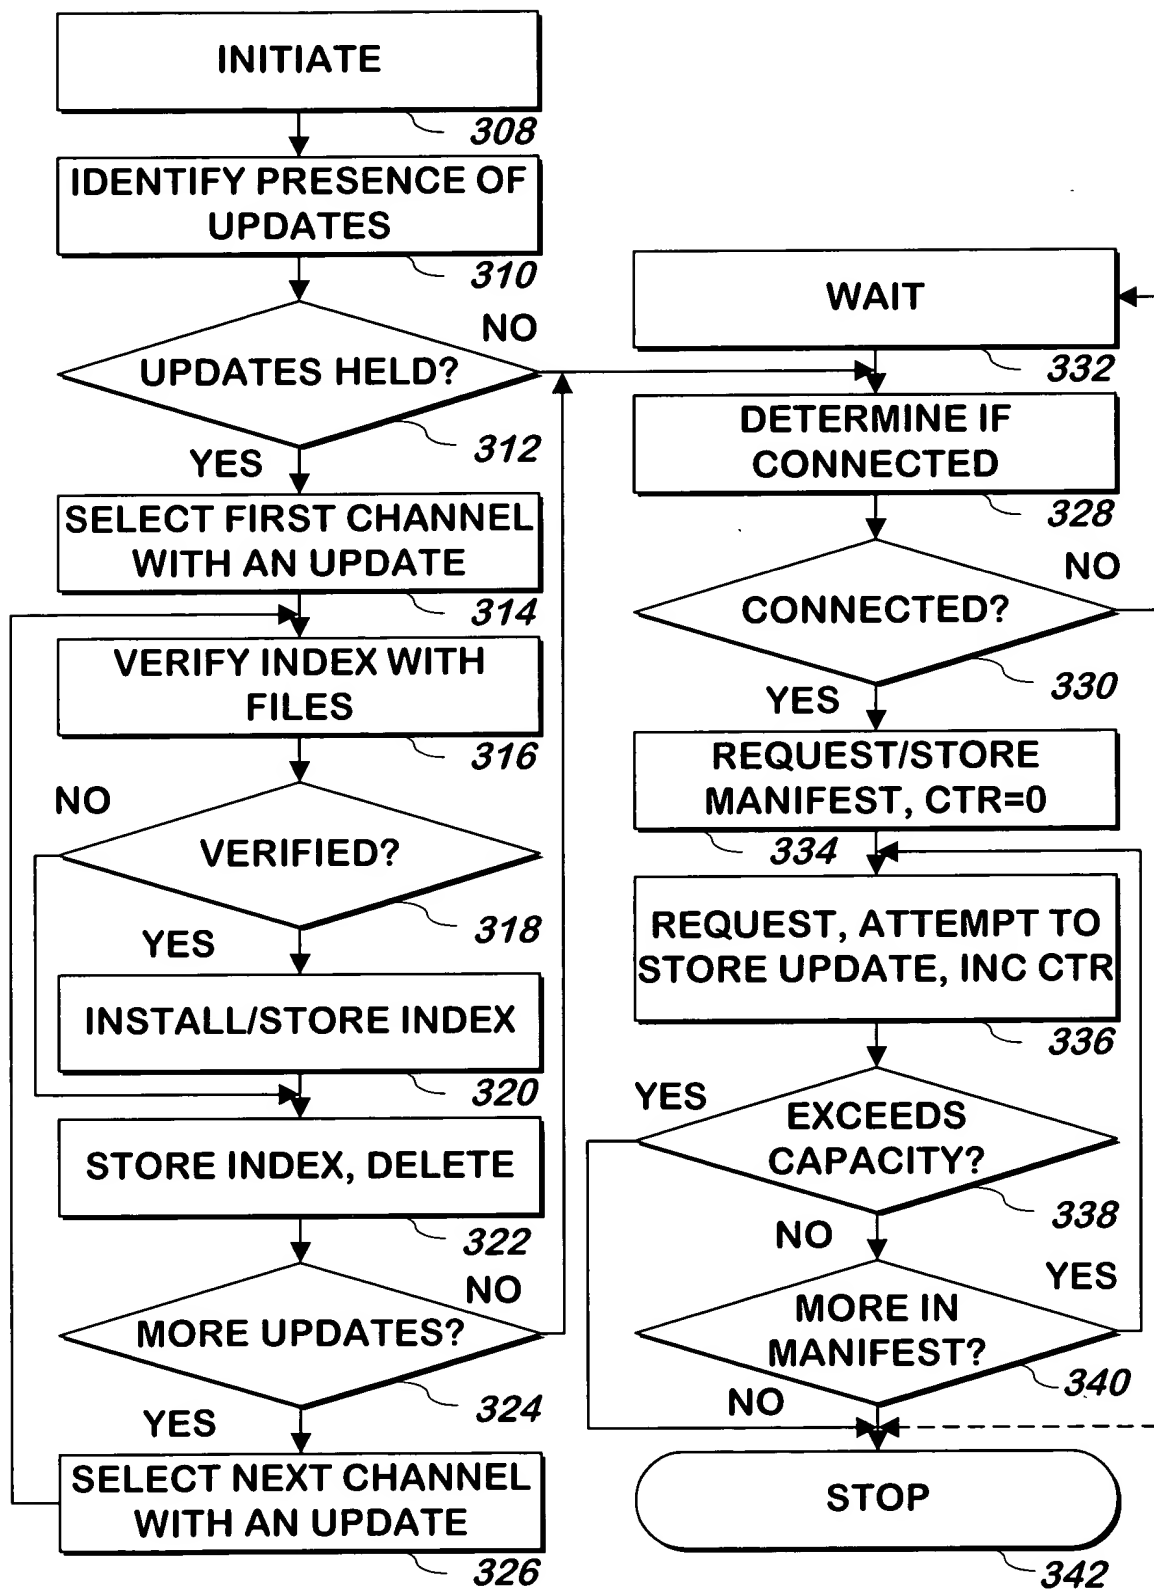 INITIATE
308
IDENTIFY PRESENCE OF
UPDATES
310
NO
UPDATES HELD?
312
YES
SELECT FIRST CHANNEL
WITH AN UPDATE
314
VERIFY INDEX WITH
FILES
316
NO
VERIFIED?
318
YES
INSTALL/STORE INDEX
320
STORE INDEX, DELETE
322
NO
MORE UPDATES?
324
YES
SELECT NEXT CHANNEL
WITH AN UPDATE
326
WAIT
332
DETERMINE IF
CONNECTED
328
NO
CONNECTED?
330
YES
REQUEST/STORE
MANIFEST, CTR=0
334
REQUEST, ATTEMPT TO
STORE UPDATE, INC CTR
336
YES
EXCEEDS
CAPACITY?
338
NO
YES
MORE IN
MANIFEST?
340
NO
STOP
342